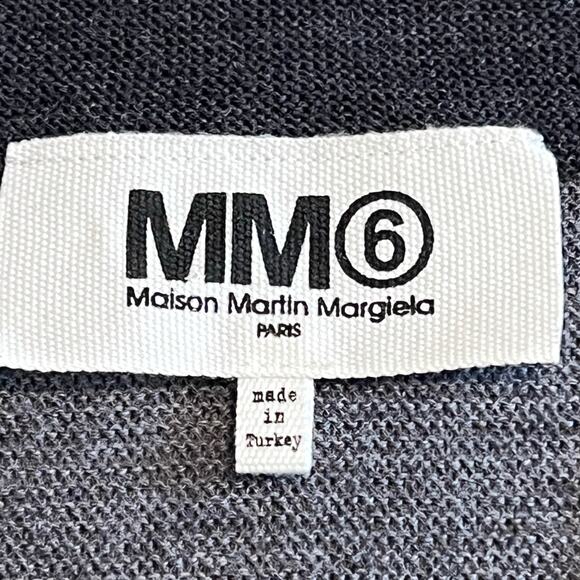 MM⑥
Maison Martin Margiela
PARIS
made
in
Turkey